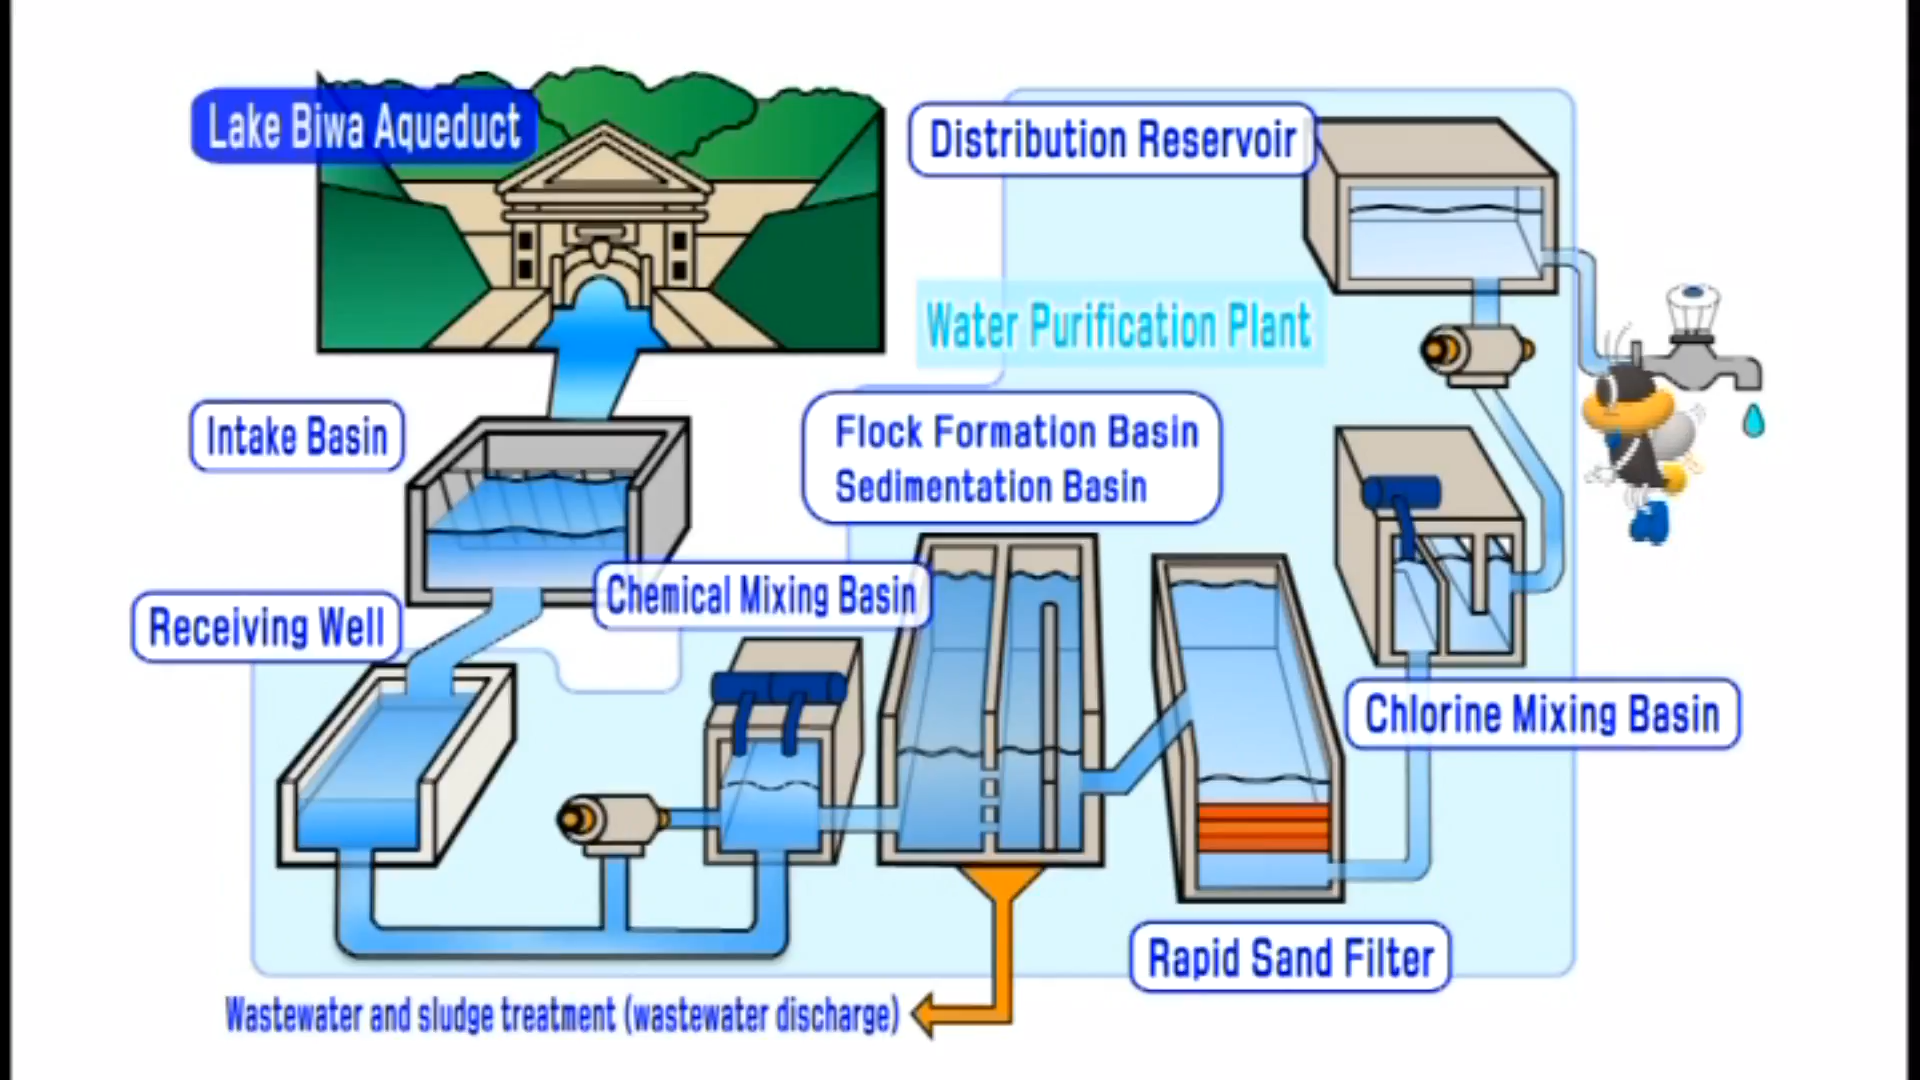 Lake Biwa Aqueduct
Distribution Reservoir
Water Purification Plant
Intake Basin
Flock Formation Basin
Sedimentation Basin
Chemical Mixing Basin
Receiving Well
Chlorine Mixing Basin
Rapid Sand Filter
Wastewater and sludge treatment (wastewater discharge)